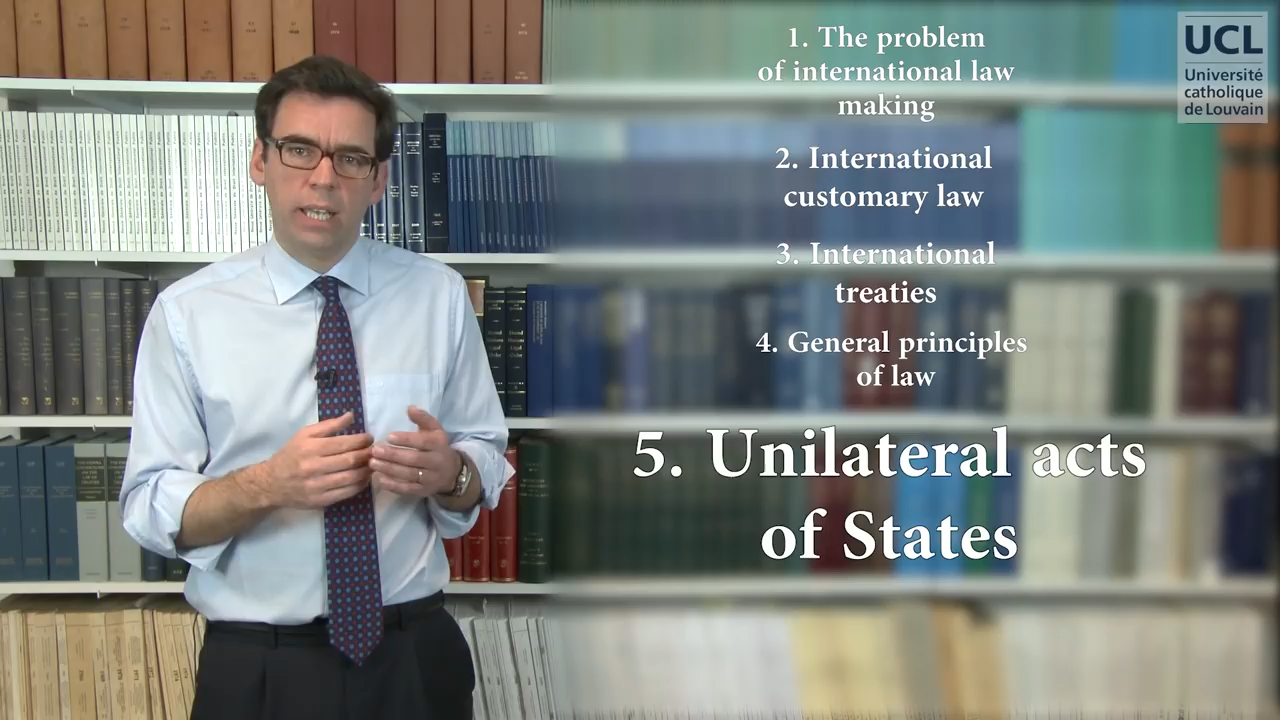 1. The problem
of international law
making
2. International
customary law
3. International
treaties
4. General principles
of law
5. Unilateral acts
of States
UCL
Université
catholique
de Louvain